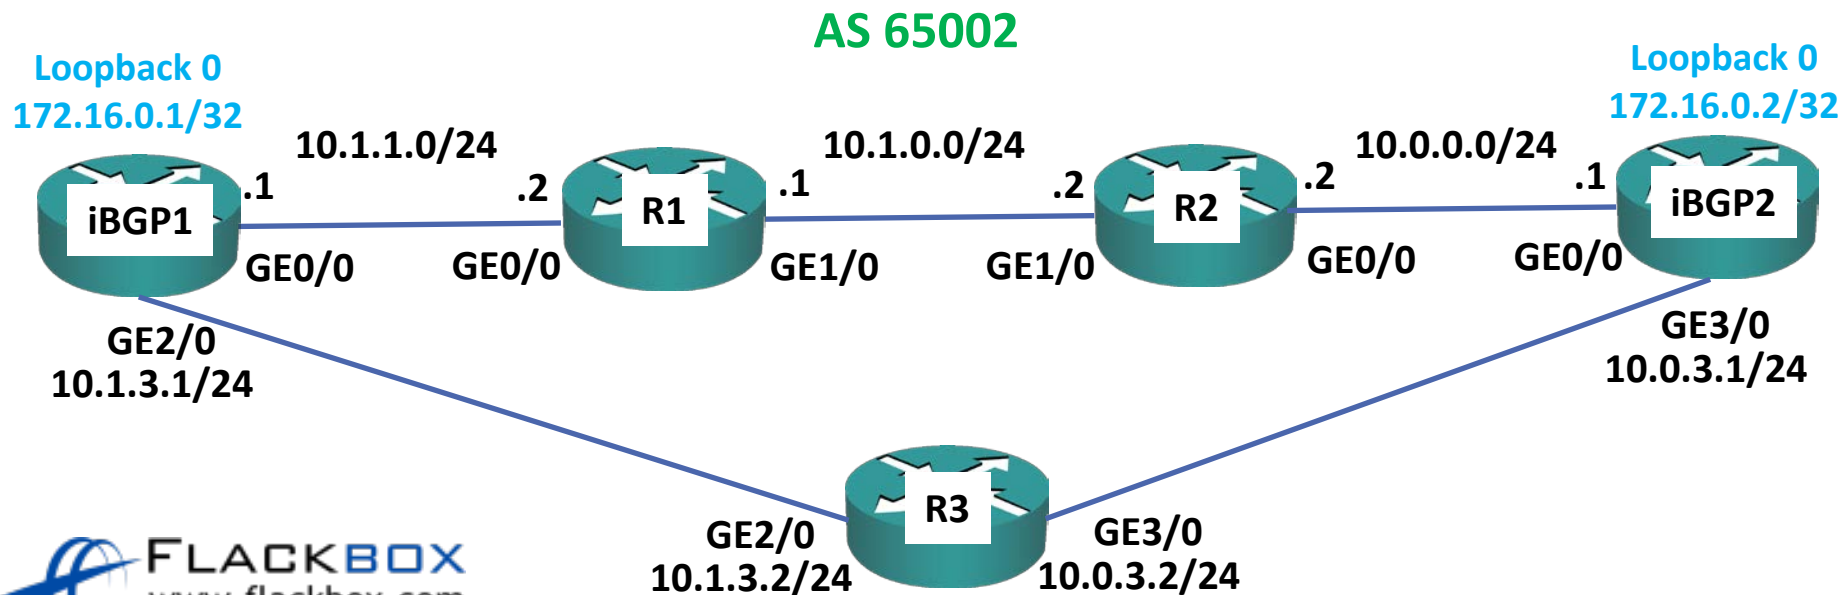 AS 65002
Loopback 0
172.16.0.1/32
Loopback 0
172.16.0.2/32
10.1.1.0/24
10.1.0.0/24
10.0.0.0/24
.1
.2
.1
.2
.2
.1
iBGP1
R1
R2
iBGP2
GE0/0
GE0/0
GE1/0
GE1/0
GE0/0
GE0/0
GE2/0
10.1.3.1/24
GE3/0
10.0.3.1/24
R3
GE2/0
10.1.3.2/24
GE3/0
10.0.3.2/24
FLACKBOX
www.flackbox.com